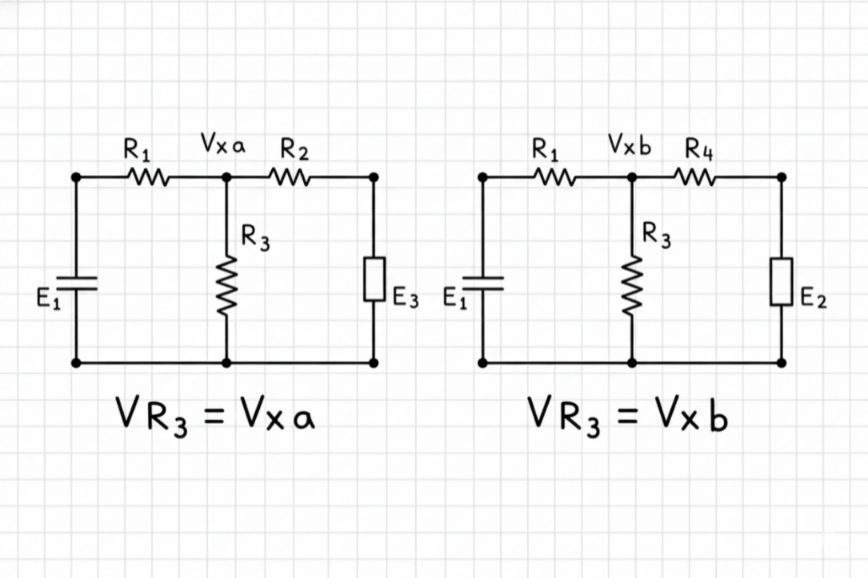 R₁ Vxa R₂
R₃
E₁ E₃
VR₃ = Vxa
R₁ Vxb R₄
R₃
E₁ E₂
VR₃ = Vxb